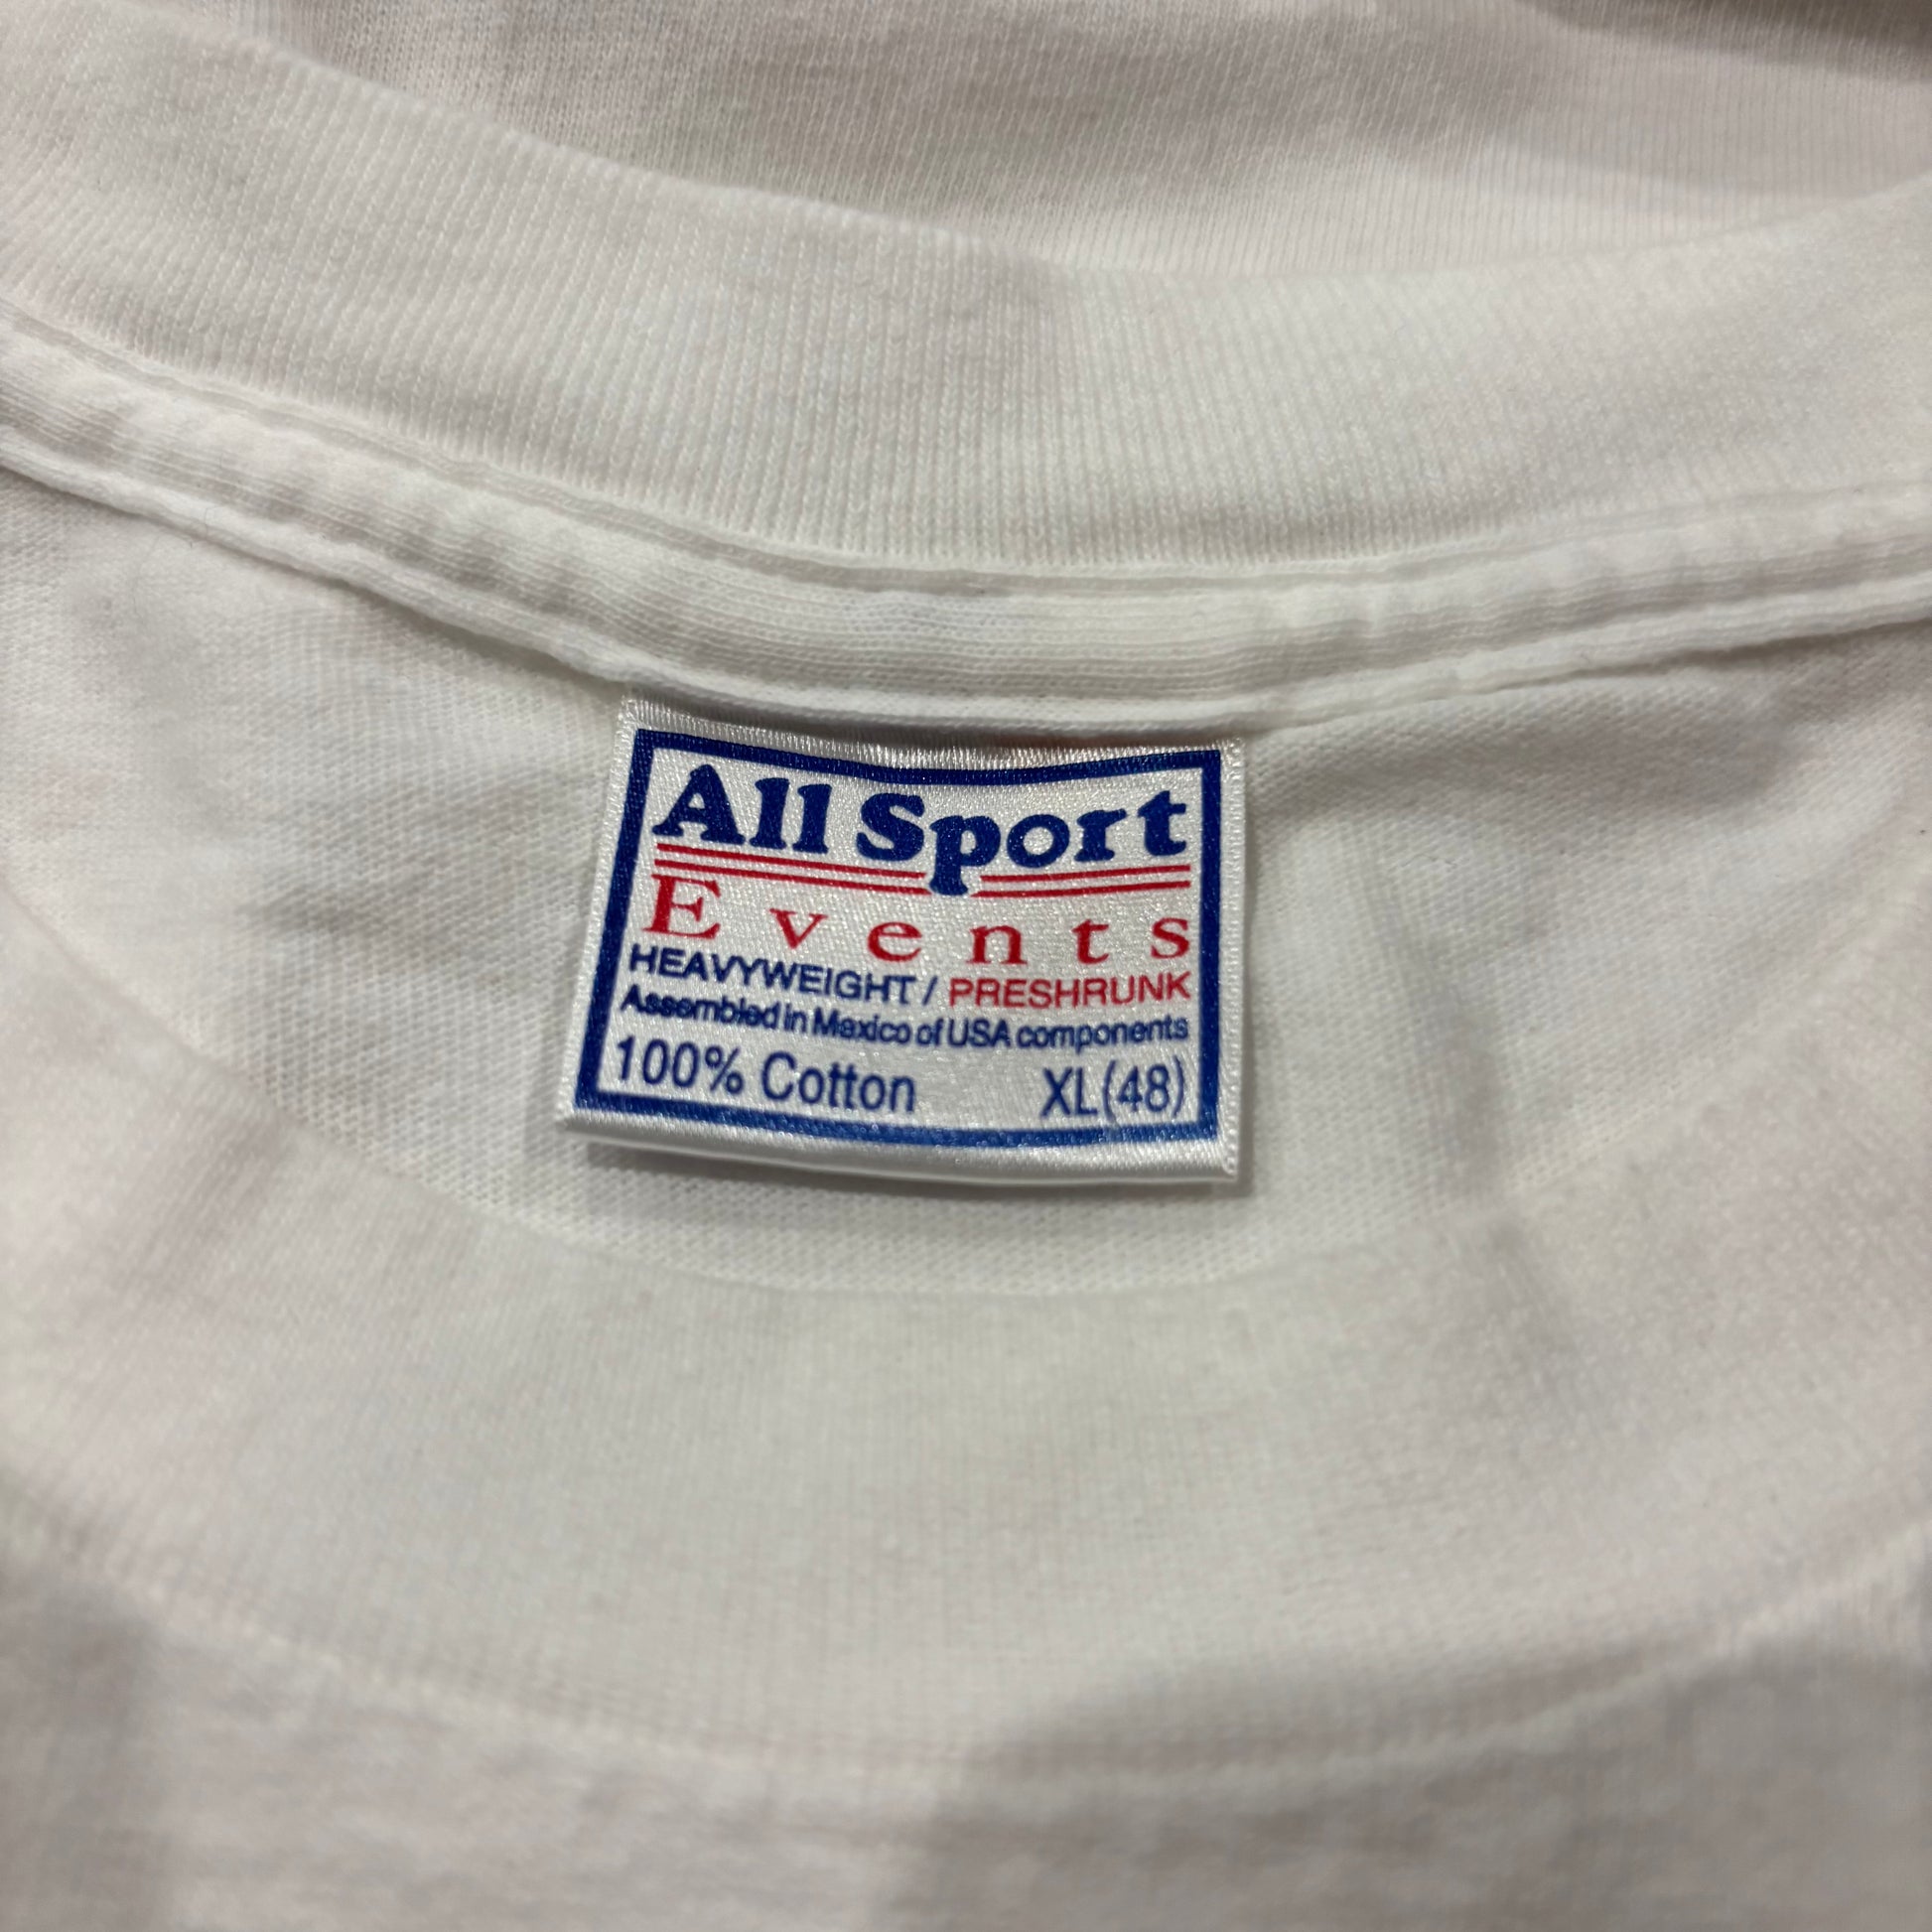 All Sport
Events
HEAVYWEIGHT / PRESHRUNK
Assembled in Mexico of USA components
100% Cotton XL(48)